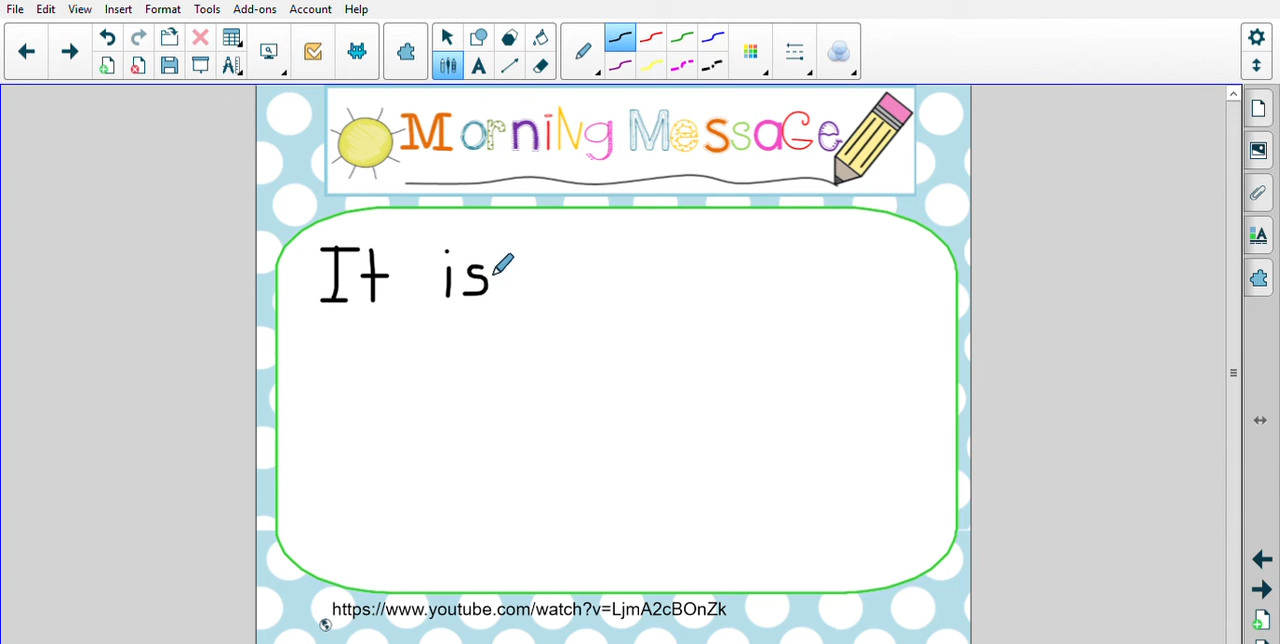 File Edit View Insert Format Tools Add-ons Account Help
Morning Message
It is
https://www.youtube.com/watch?v=LjmA2cBOnZk